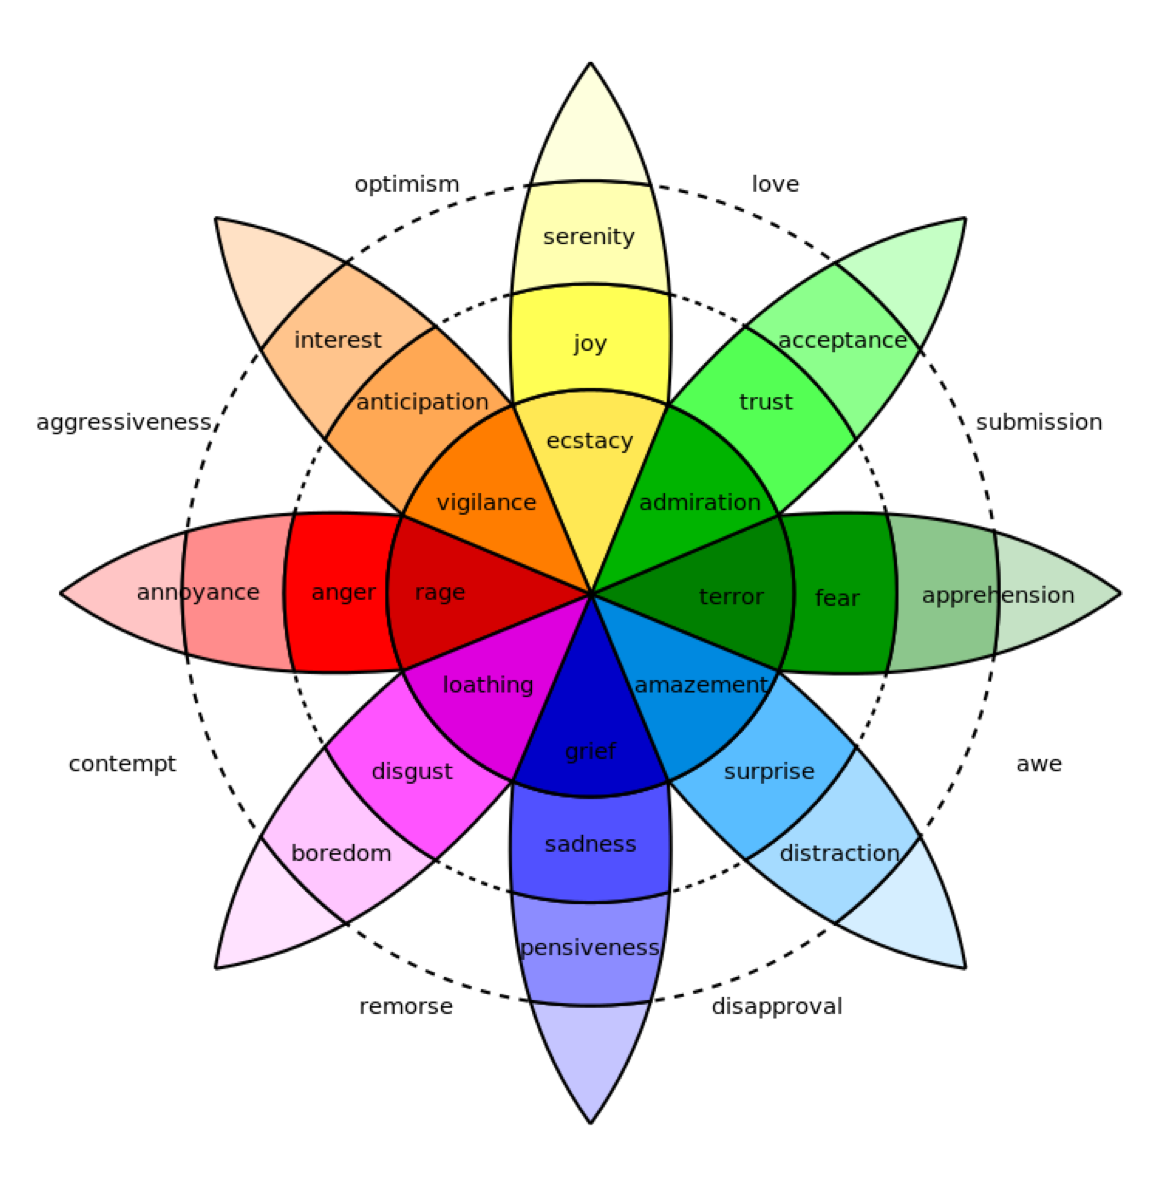 optimism
love
serenity
interest
joy
acceptance
anticipation
trust
aggressiveness
submission
ecstacy
vigilance
admiration
annoyance
anger
rage
terror
fear
apprehension
loathing
amazement
grief
contempt
awe
disgust
surprise
sadness
boredom
distraction
pensiveness
remorse
disapproval